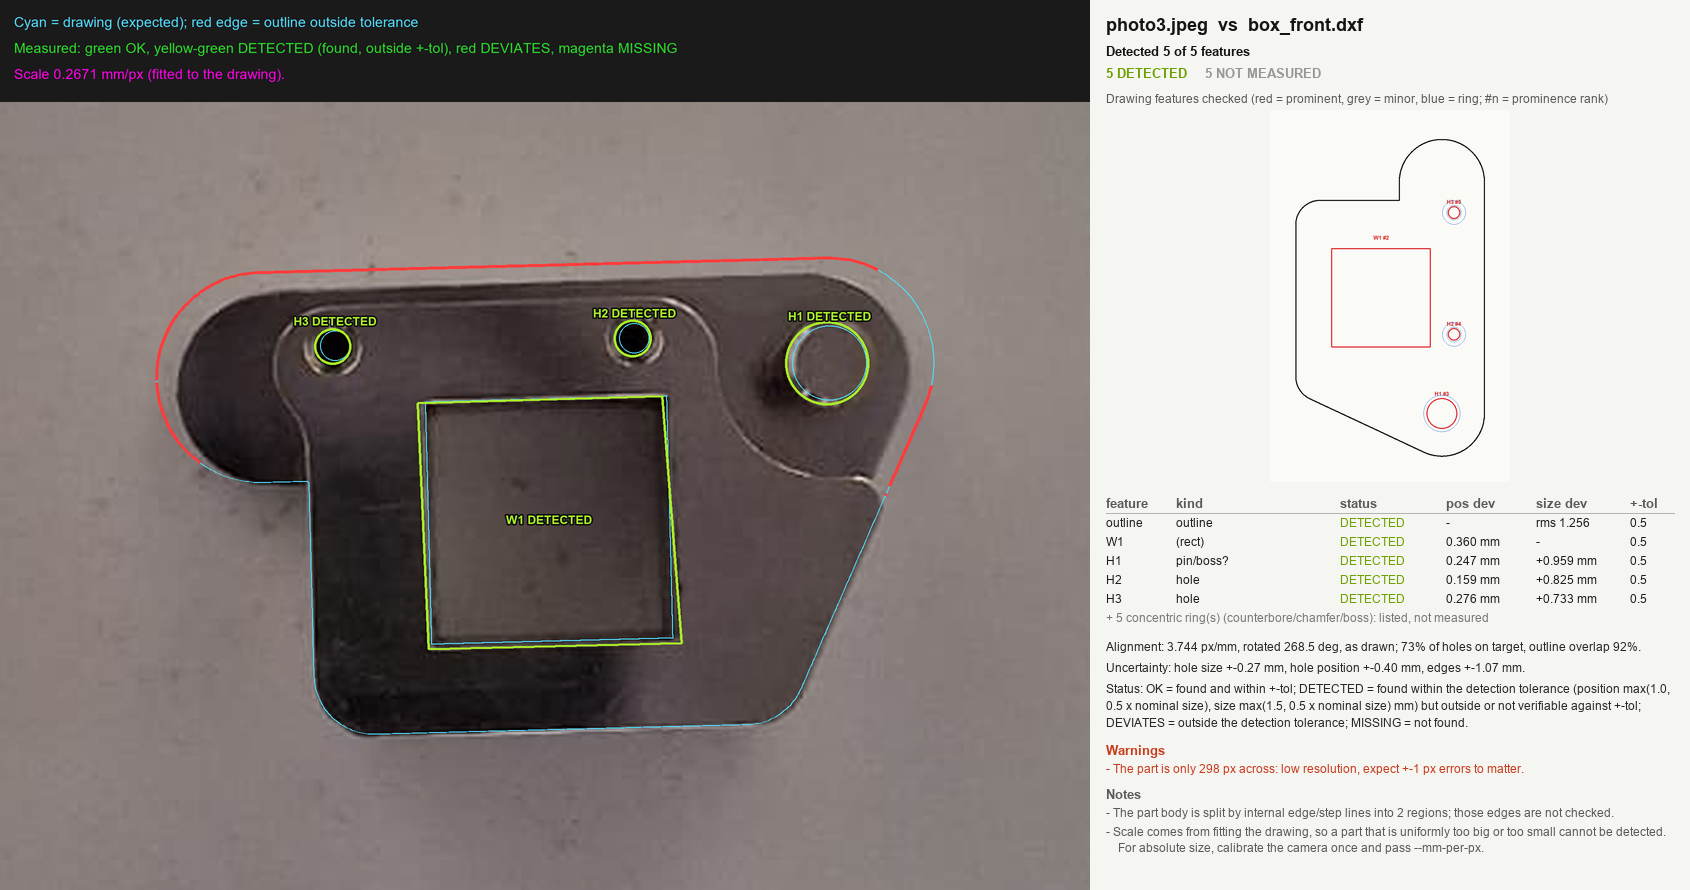 Cyan = drawing (expected); red edge = outline outside tolerance
Measured: green OK, yellow-green DETECTED (found, outside +-tol), red DEVIATES, magenta MISSING
Scale 0.2671 mm/px (fitted to the drawing).
H3 DETECTED
H2 DETECTED
H1 DETECTED
W1 DETECTED
photo3.jpeg vs box_front.dxf
Detected 5 of 5 features
5 DETECTED 5 NOT MEASURED
Drawing features checked (red = prominent, grey = minor, blue = ring; #n = prominence rank)
H3 #5
W1 #2
H2 #4
H1 #3
feature kind status pos dev size dev +-tol
outline outline DETECTED - rms 1.256 0.5
W1 (rect) DETECTED 0.360 mm - 0.5
H1 pin/boss? DETECTED 0.247 mm +0.959 mm 0.5
H2 hole DETECTED 0.159 mm +0.825 mm 0.5
H3 hole DETECTED 0.276 mm +0.733 mm 0.5
+ 5 concentric ring(s) (counterbore/chamfer/boss): listed, not measured
Alignment: 3.744 px/mm, rotated 268.5 deg, as drawn; 73% of holes on target, outline overlap 92%.
Uncertainty: hole size +-0.27 mm, hole position +-0.40 mm, edges +-1.07 mm.
Status: OK = found and within +-tol; DETECTED = found within the detection tolerance (position max(1.0,
0.5 x nominal size), size max(1.5, 0.5 x nominal size) mm) but outside or not verifiable against +-tol;
DEVIATES = outside the detection tolerance; MISSING = not found.
Warnings
- The part is only 298 px across: low resolution, expect +-1 px errors to matter.
Notes
- The part body is split by internal edge/step lines into 2 regions; those edges are not checked.
- Scale comes from fitting the drawing, so a part that is uniformly too big or too small cannot be detected.
For absolute size, calibrate the camera once and pass --mm-per-px.